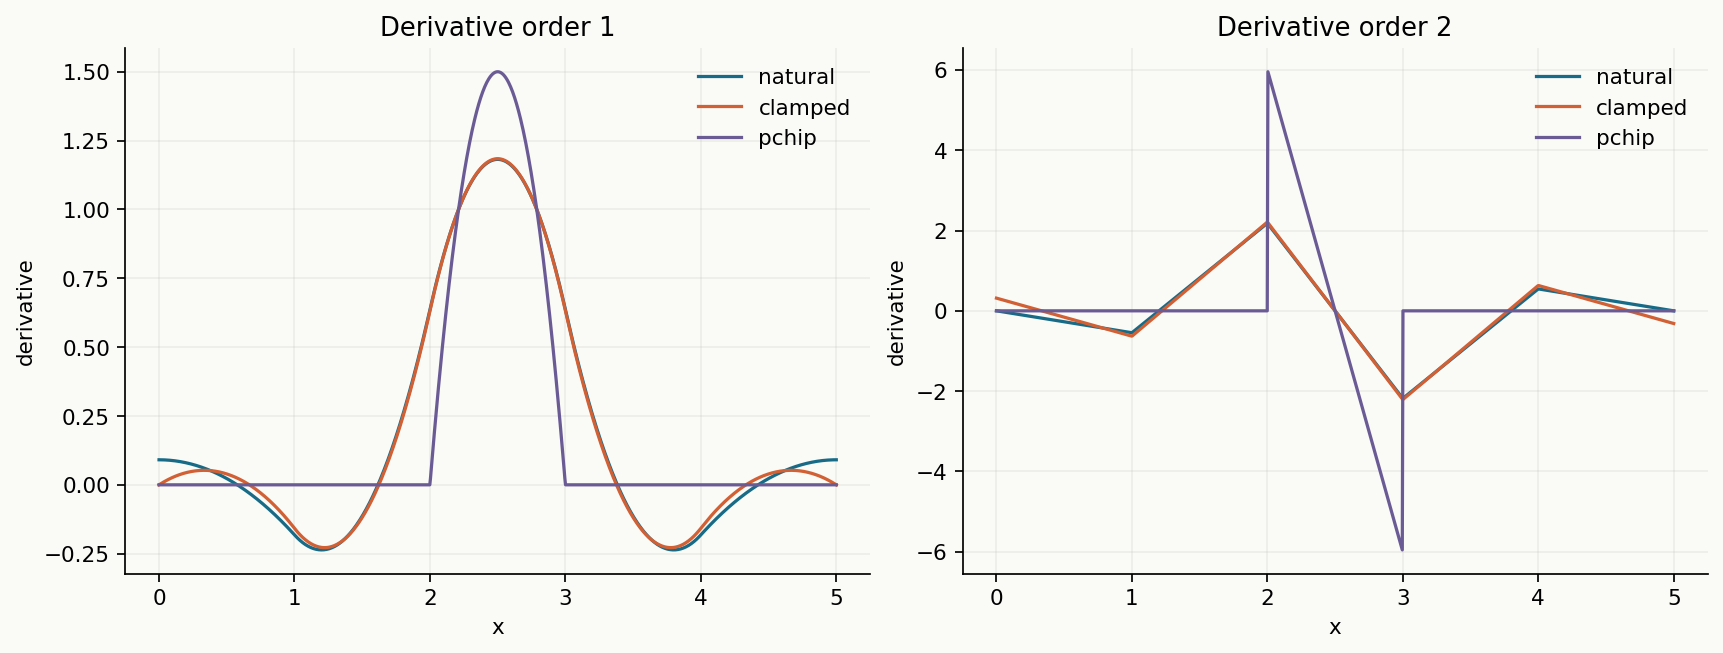 Derivative order 1
derivative
1.50
1.25
1.00
0.75
0.50
0.25
0.00
−0.25
natural
clamped
pchip
0 1 2 3 4 5
x
Derivative order 2
derivative
6
4
2
0
−2
−4
−6
natural
clamped
pchip
0 1 2 3 4 5
x